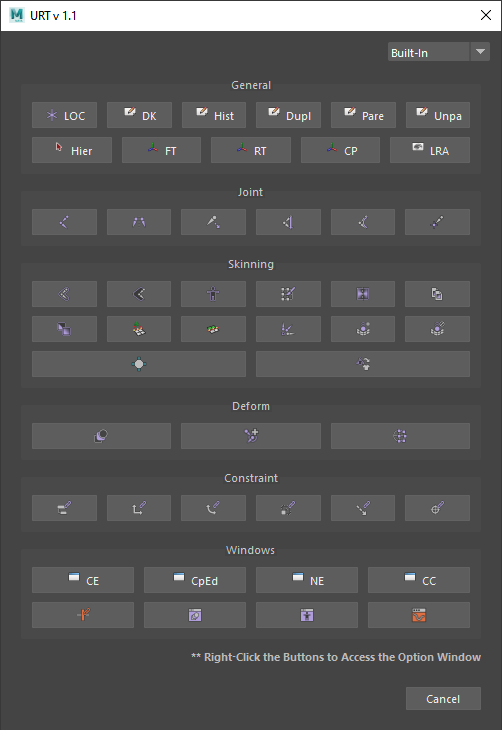 URT v 1.1
Built-In
General
LOC DK Hist Dupl Pare Unpa
Hier FT RT CP LRA
Joint
Skinning
Deform
Constraint
Windows
CE CpEd NE CC
** Right-Click the Buttons to Access the Option Window
Cancel